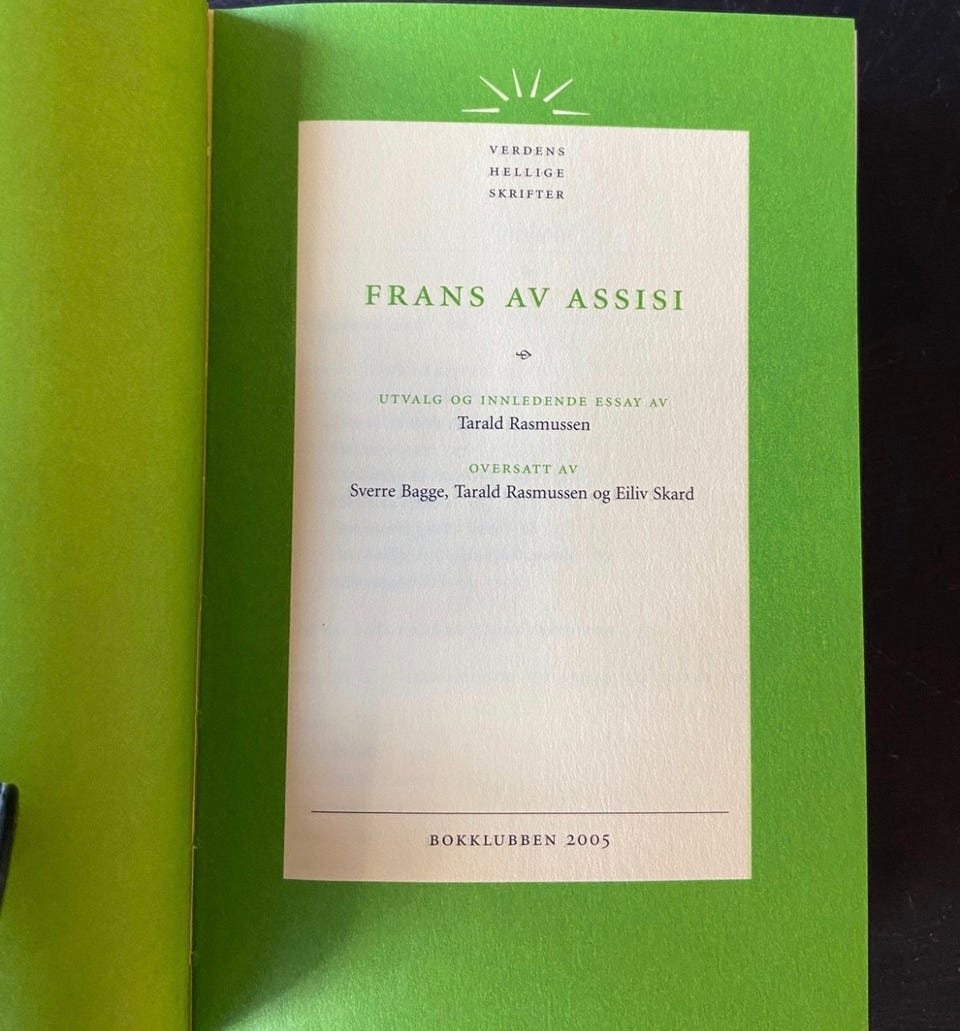 VERDENS
HELLIGE
SKRIFTER
FRANS AV ASSISI
UTVALG OG INNLEDENDE ESSAY AV
Tarald Rasmussen
OVERSATT AV
Sverre Bagge, Tarald Rasmussen og Eiliv Skard
BOKKLUBBEN 2005